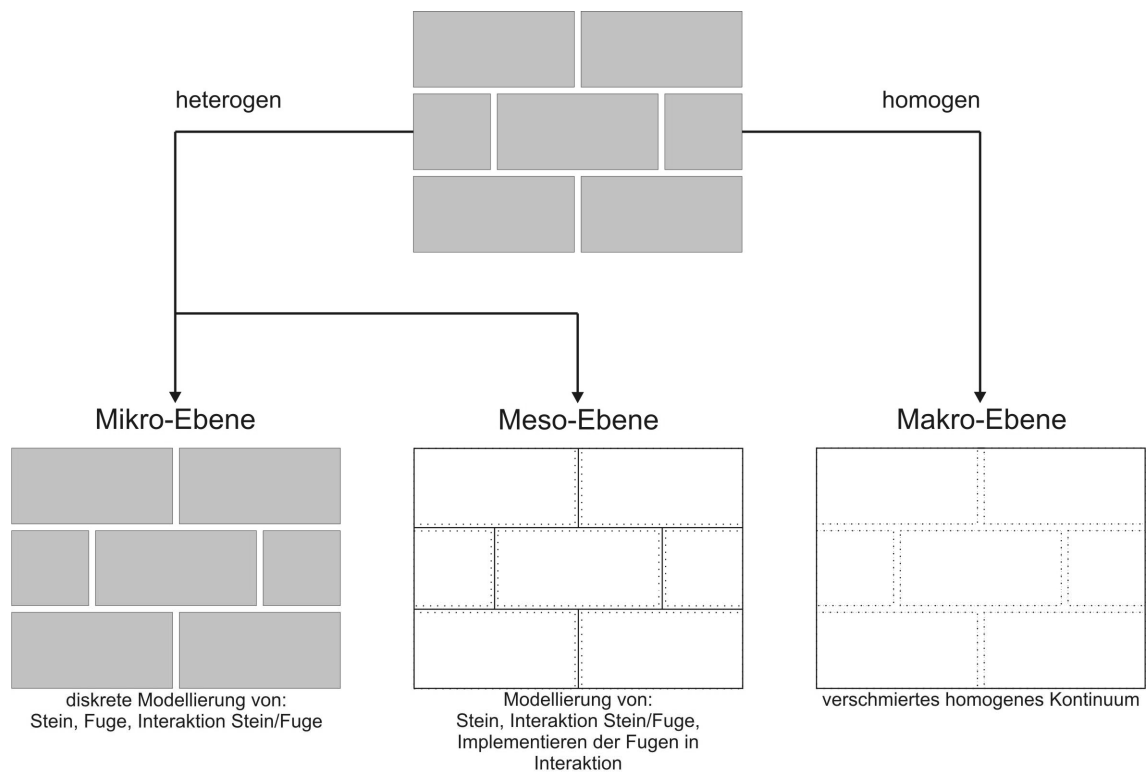 heterogen
homogen
Mikro-Ebene
Meso-Ebene
Makro-Ebene
diskrete Modellierung von:
Stein, Fuge, Interaktion Stein/Fuge
Modellierung von:
Stein, Interaktion Stein/Fuge,
Implementieren der Fugen in
Interaktion
verschmiertes homogenes Kontinuum